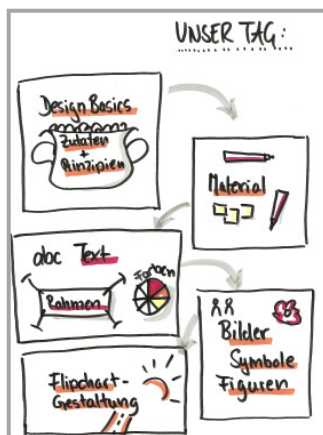 UNSER TAG:
Design Basics
Zutaten
+
Prinzipien
Material
abc Text
Farben
Rahmen
Bilder
Symbole
Figuren
Flipchart-
Gestaltung